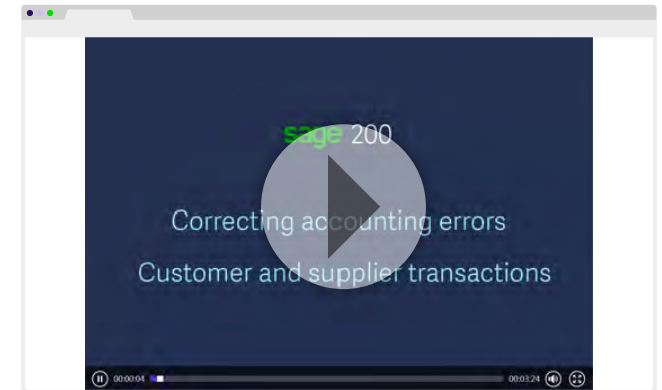 sage 200
Correcting accounting errors
Customer and supplier transactions
00:00:04 00:03:24